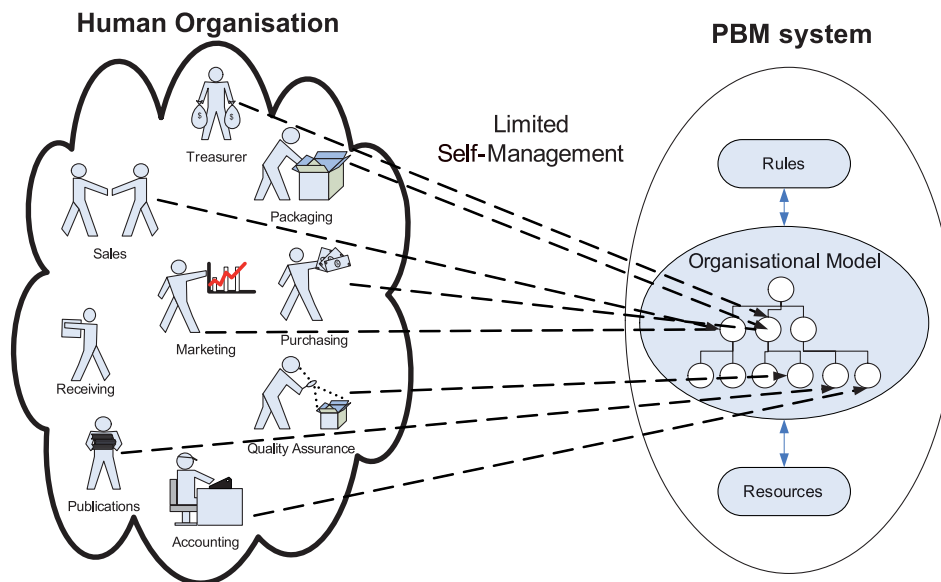 Human Organisation
PBM system
Limited
Self-Management
Treasurer
$ $
Packaging
Sales
Marketing
Purchasing
Receiving
Quality Assurance
Publications
Accounting
Rules
Organisational Model
Resources